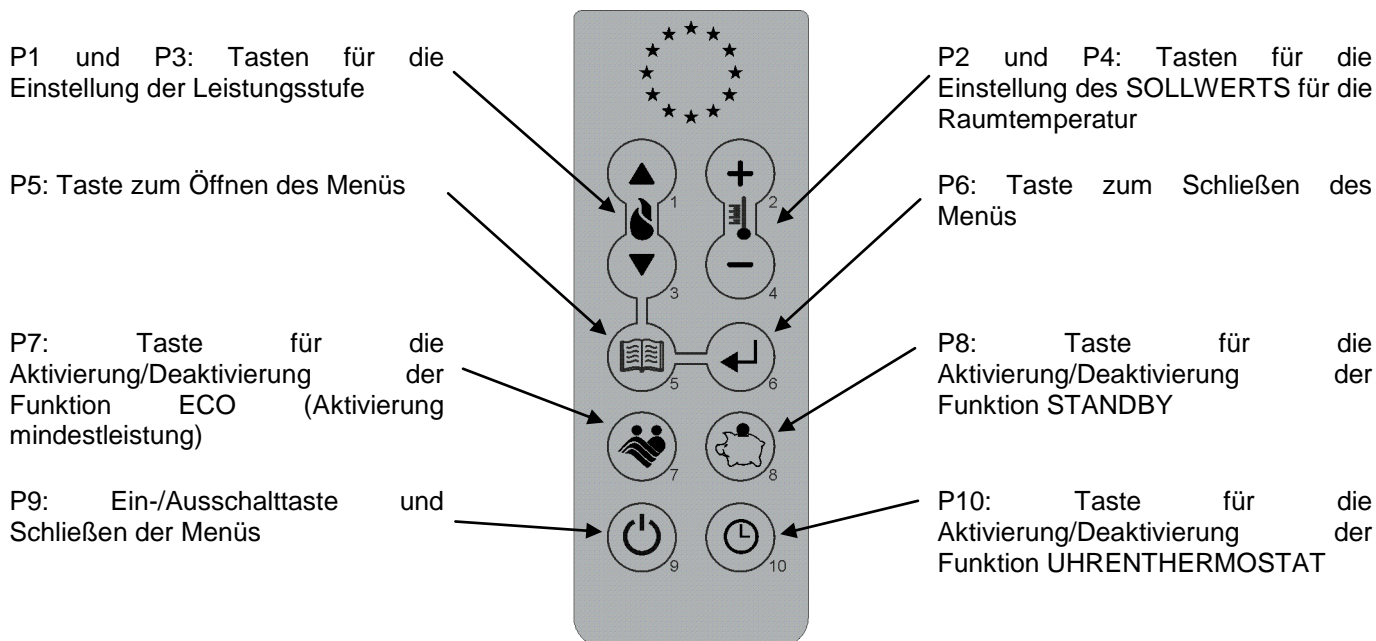 P1 und P3: Tasten für die
Einstellung der Leistungsstufe
P5: Taste zum Öffnen des Menüs
P7: Taste für die
Aktivierung/Deaktivierung der
Funktion ECO (Aktivierung
mindestleistung)
P9: Ein-/Ausschalttaste und
Schließen der Menüs
1
2
3
4
5
6
7
8
9
10
P2 und P4: Tasten für die
Einstellung des SOLLWERTS für die
Raumtemperatur
P6: Taste zum Schließen des
Menüs
P8: Taste für die
Aktivierung/Deaktivierung der
Funktion STANDBY
P10: Taste für die
Aktivierung/Deaktivierung der
Funktion UHRENTHERMOSTAT